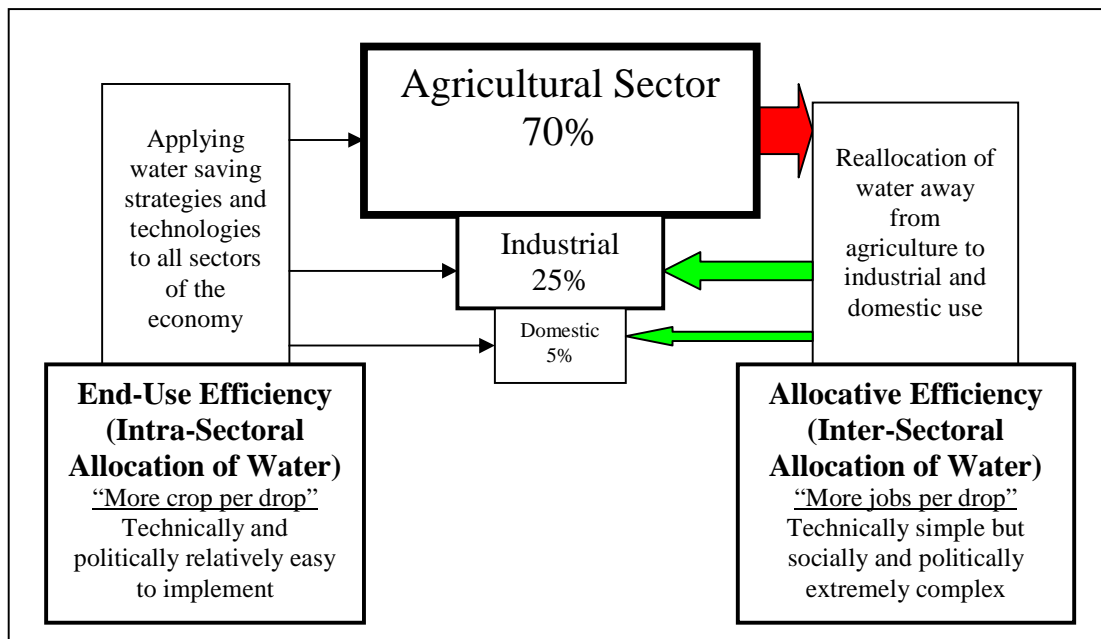 Agricultural Sector
70%
Applying
water saving
strategies and
technologies
to all sectors
of the
economy
Industrial
25%
Domestic
5%
Reallocation of
water away
from
agriculture to
industrial and
domestic use
End-Use Efficiency
(Intra-Sectoral
Allocation of Water)
“More crop per drop”
Technically and
politically relatively easy
to implement
Allocative Efficiency
(Inter-Sectoral
Allocation of Water)
“More jobs per drop”
Technically simple but
socially and politically
extremely complex